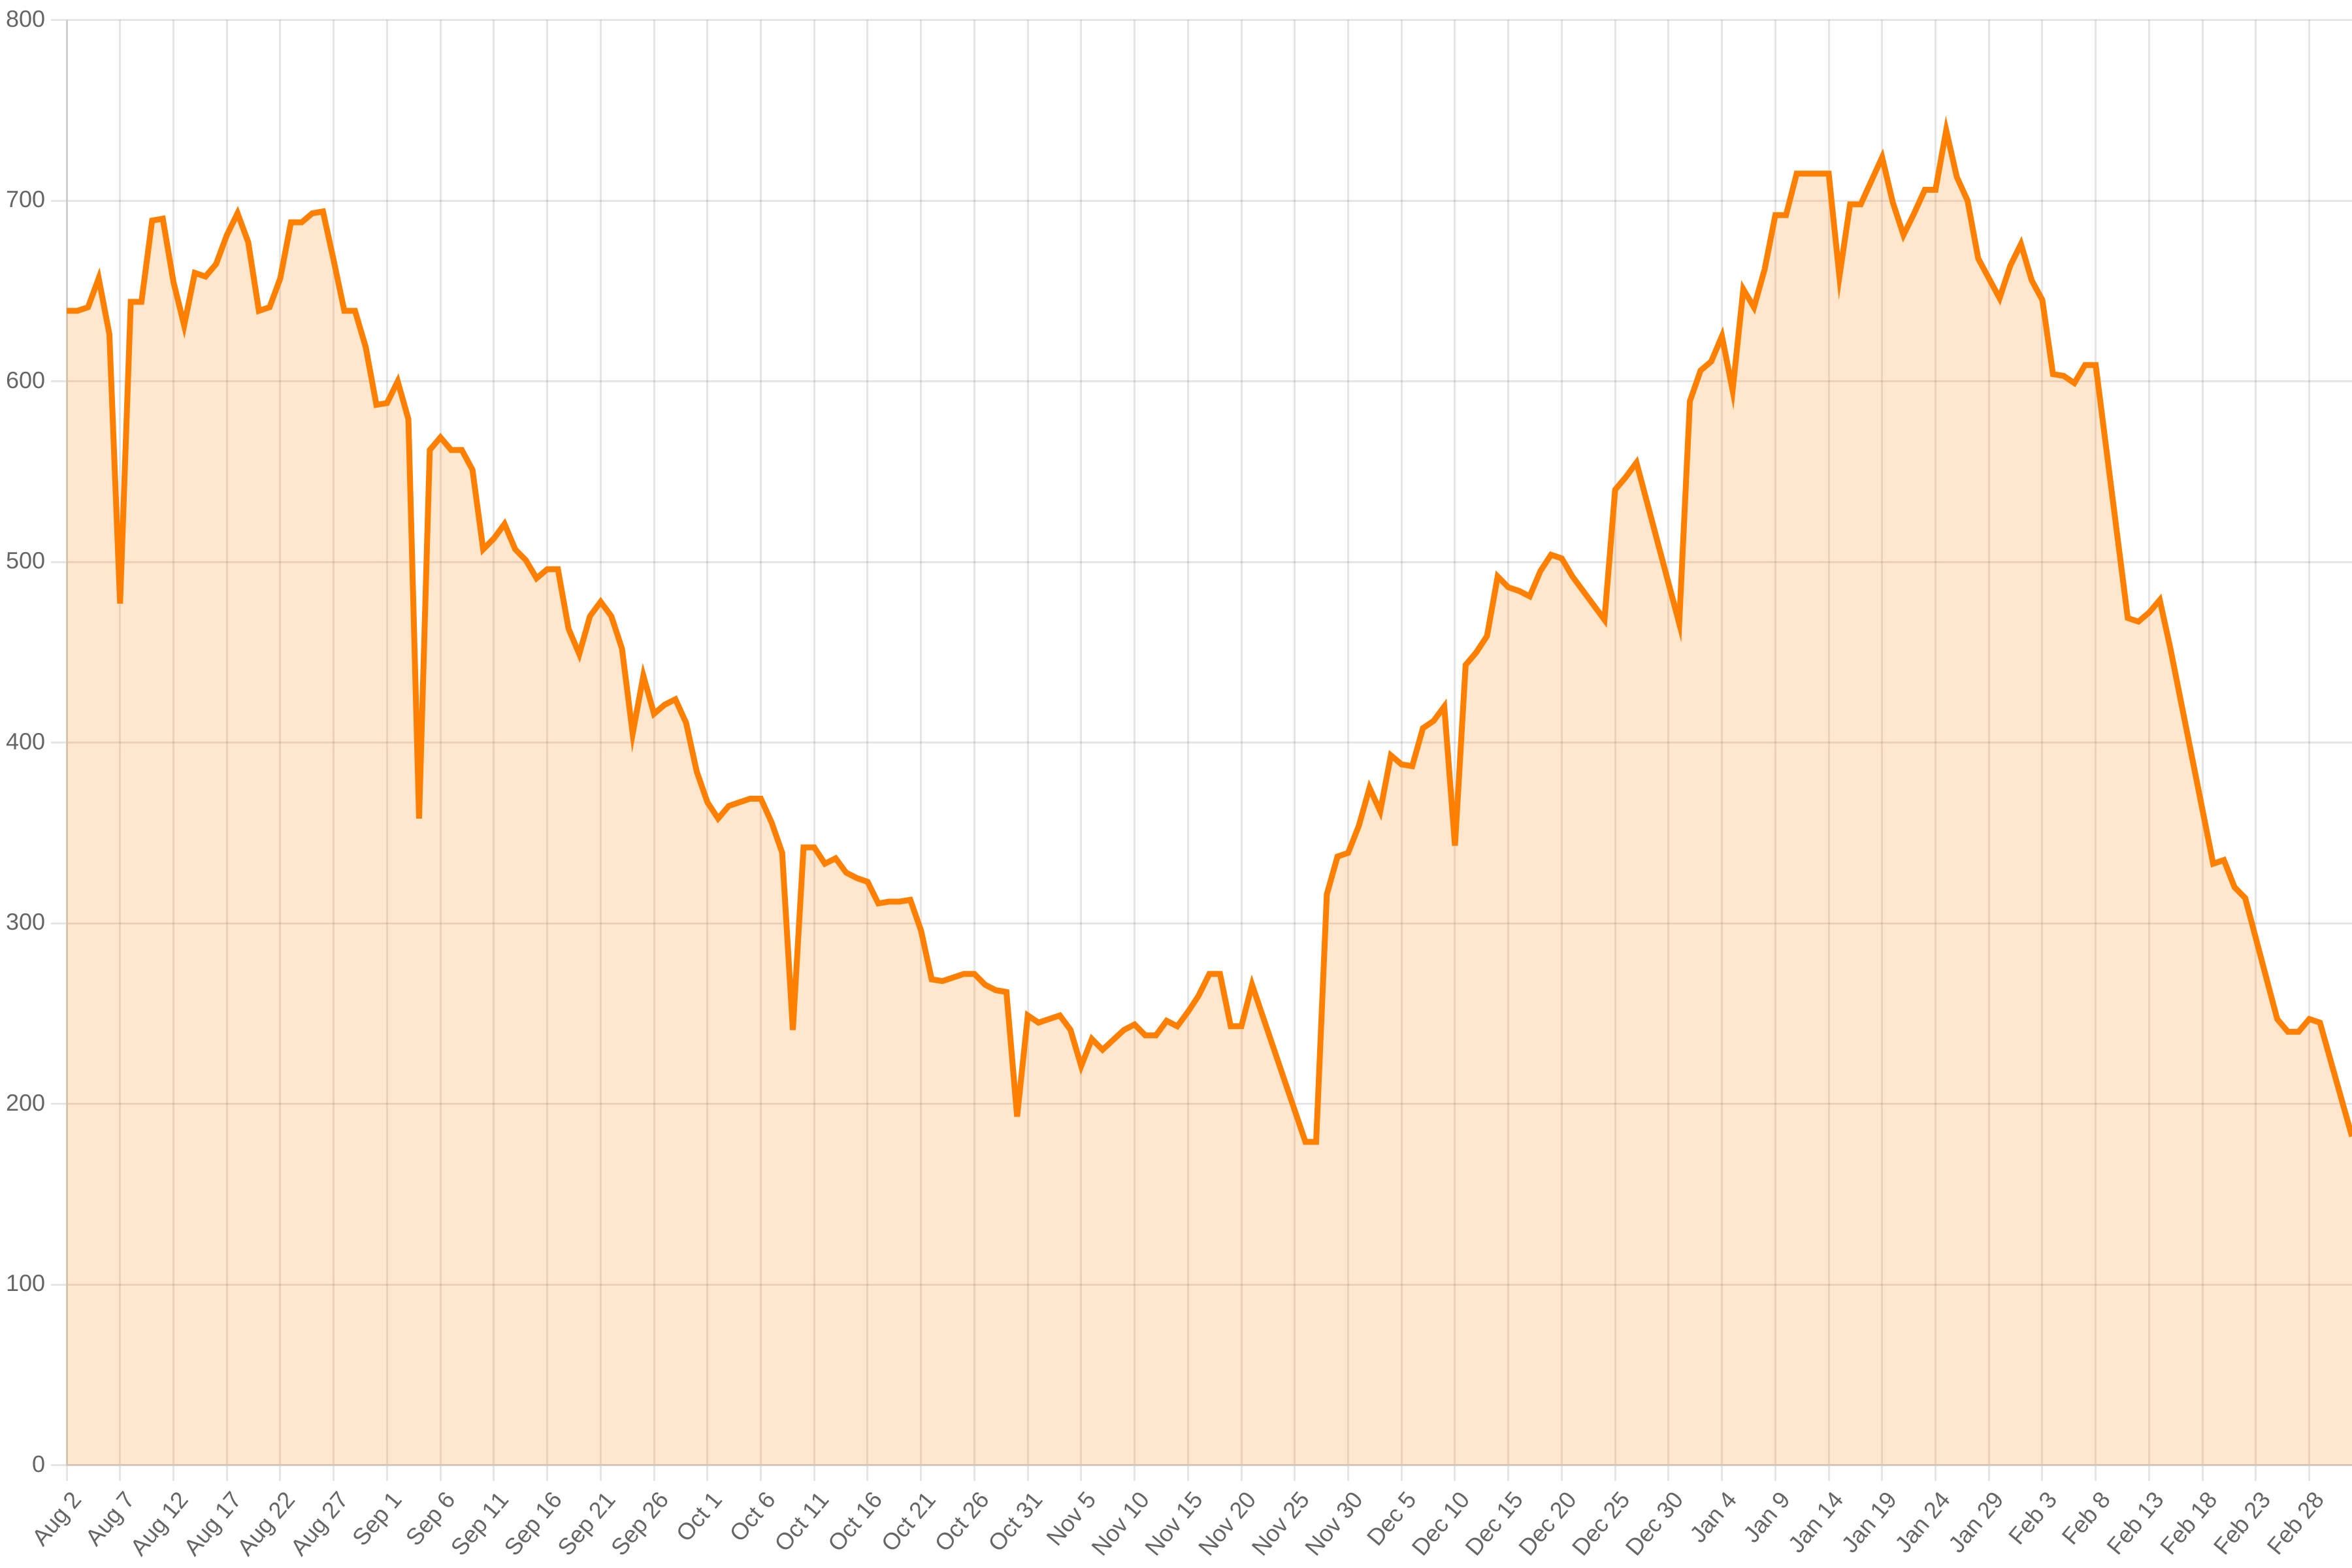 800
700
600
500
400
300
200
100
0
Aug 2
Aug 7
Aug 12
Aug 17
Aug 22
Aug 27
Sep 1
Sep 6
Sep 11
Sep 16
Sep 21
Sep 26
Oct 1
Oct 6
Oct 11
Oct 16
Oct 21
Oct 26
Oct 31
Nov 5
Nov 10
Nov 15
Nov 20
Nov 25
Nov 30
Dec 5
Dec 10
Dec 15
Dec 20
Dec 25
Dec 30
Jan 4
Jan 9
Jan 14
Jan 19
Jan 24
Jan 29
Feb 3
Feb 8
Feb 13
Feb 18
Feb 23
Feb 28